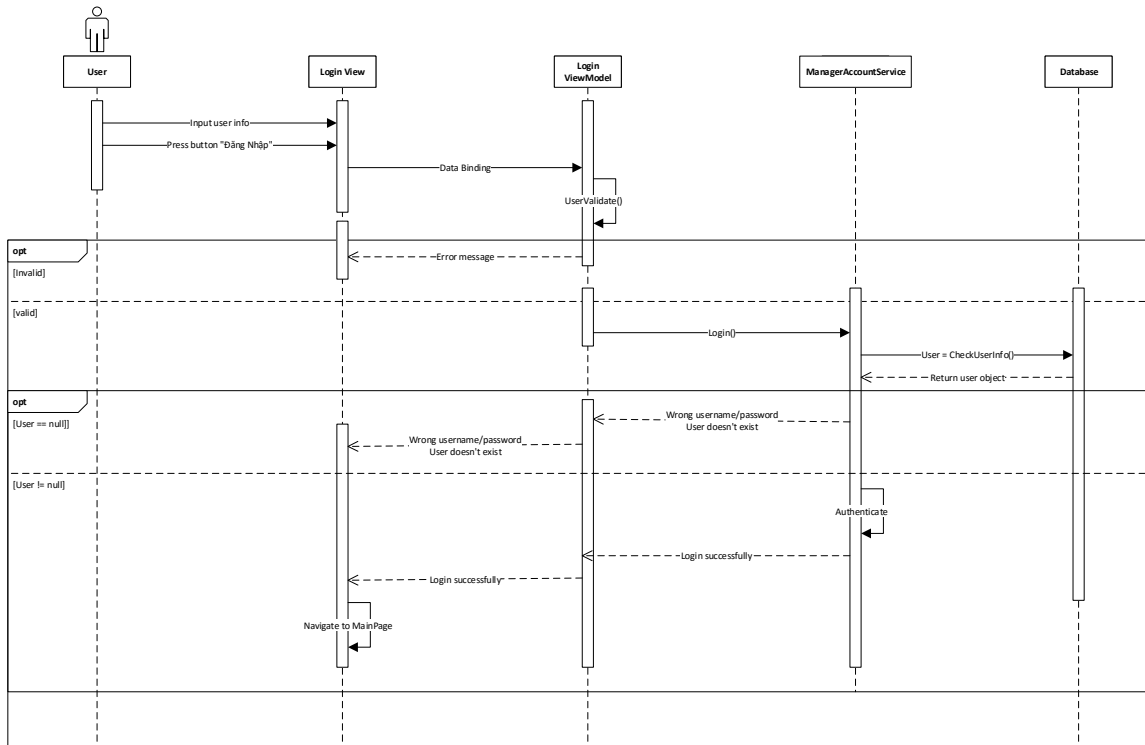 User
Login View
Login
ViewModel
ManagerAccountService
Database
Input user info
Press button "Đăng Nhập"
Data Binding
UserValidate()
opt
Error message
[Invalid]
[valid]
Login()
User = CheckUserInfo()
Return user object
opt
[User == null]]
Wrong username/password
User doesn't exist
Wrong username/password
User doesn't exist
[User != null]
Authenticate
Login successfully
Login successfully
Navigate to MainPage